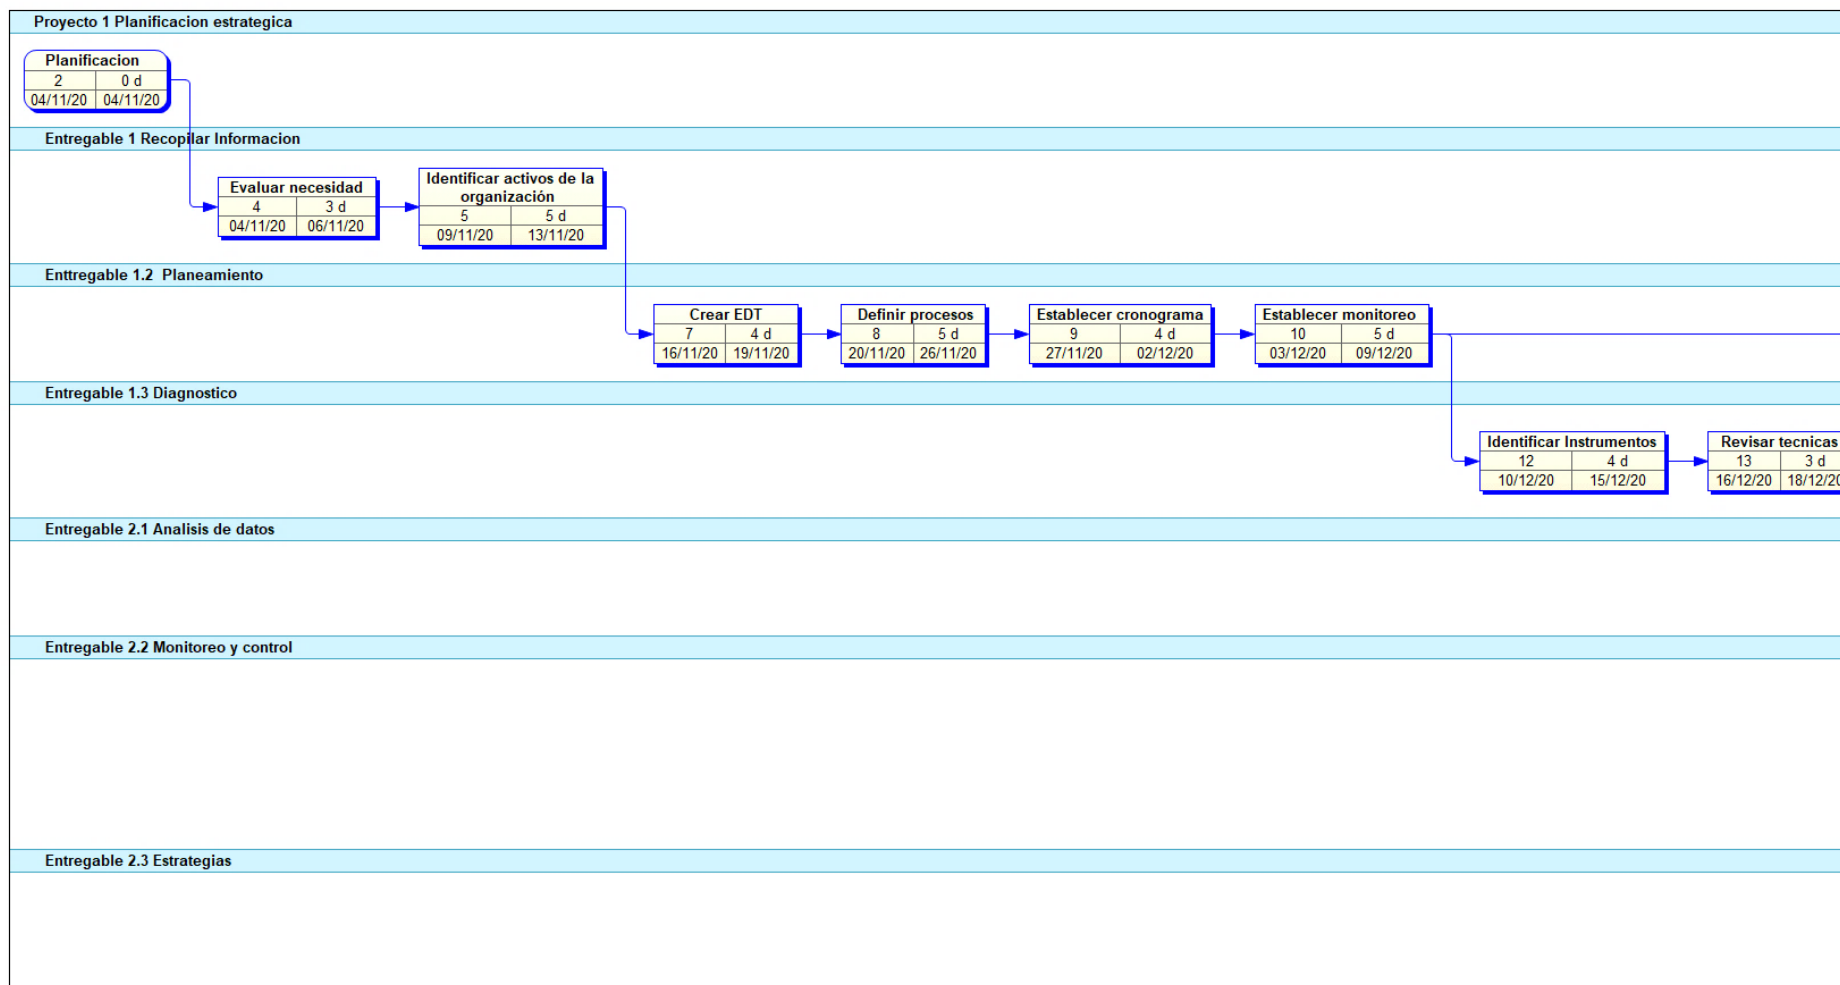 Proyecto 1 Planificacion estrategica
Planificacion
2 0 d
04/11/20 04/11/20
Entregable 1 Recopilar Informacion
Evaluar necesidad
4 3 d
04/11/20 06/11/20
Identificar activos de la
organización
5 5 d
09/11/20 13/11/20
Enttregable 1.2 Planeamiento
Crear EDT
7 4 d
16/11/20 19/11/20
Definir procesos
8 5 d
20/11/20 26/11/20
Establecer cronograma
9 4 d
27/11/20 02/12/20
Establecer monitoreo
10 5 d
03/12/20 09/12/20
Entregable 1.3 Diagnostico
Identificar Instrumentos
12 4 d
10/12/20 15/12/20
Revisar tecnicas
13 3 d
16/12/20 18/12/20
Entregable 2.1 Analisis de datos
Entregable 2.2 Monitoreo y control
Entregable 2.3 Estrategias